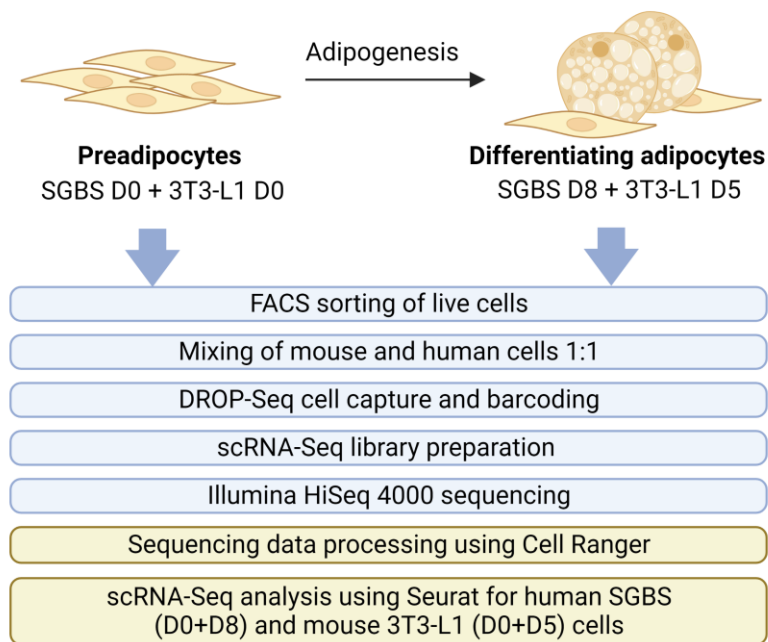 Adipogenesis
Preadipocytes
SGBS D0 + 3T3-L1 D0
Differentiating adipocytes
SGBS D8 + 3T3-L1 D5
FACS sorting of live cells
Mixing of mouse and human cells 1:1
DROP-Seq cell capture and barcoding
scRNA-Seq library preparation
Illumina HiSeq 4000 sequencing
Sequencing data processing using Cell Ranger
scRNA-Seq analysis using Seurat for human SGBS
(D0+D8) and mouse 3T3-L1 (D0+D5) cells